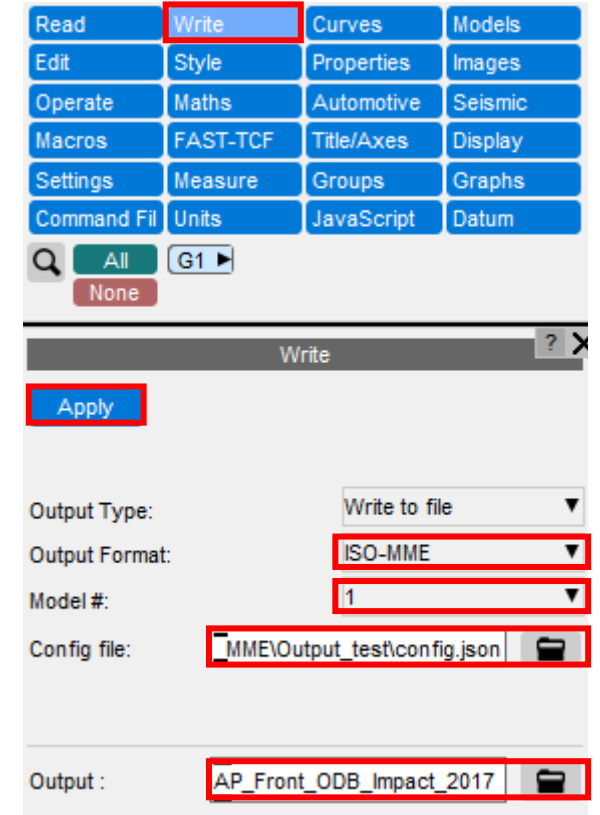 Read Write Curves Models
Edit Style Properties Images
Operate Maths Automotive Seismic
Macros FAST-TCF Title/Axes Display
Settings Measure Groups Graphs
Command Fil Units JavaScript Datum
All G1 ▶
None
Write ? X
Apply
Output Type: Write to file ▼
Output Format: ISO-MME ▼
Model #: 1 ▼
Config file: _MME\Output_test\config.json
Output : AP_Front_ODB_Impact_2017